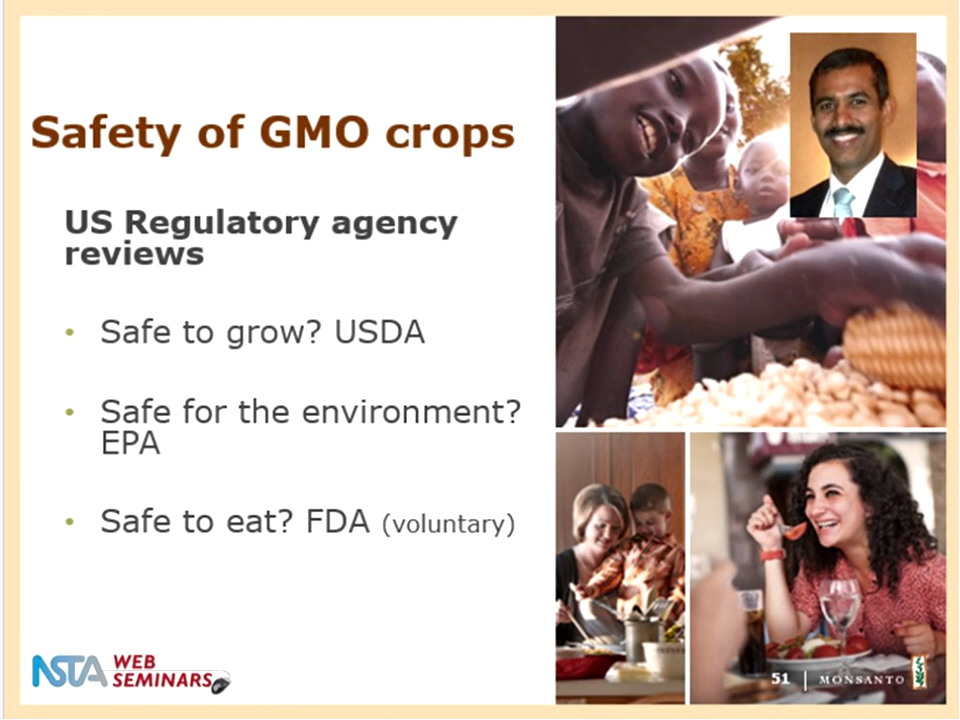 Safety of GMO crops
US Regulatory agency
reviews
• Safe to grow? USDA
• Safe for the environment?
EPA
• Safe to eat? FDA (voluntary)
NSTA WEB
SEMINARS
51 | MONSANTO